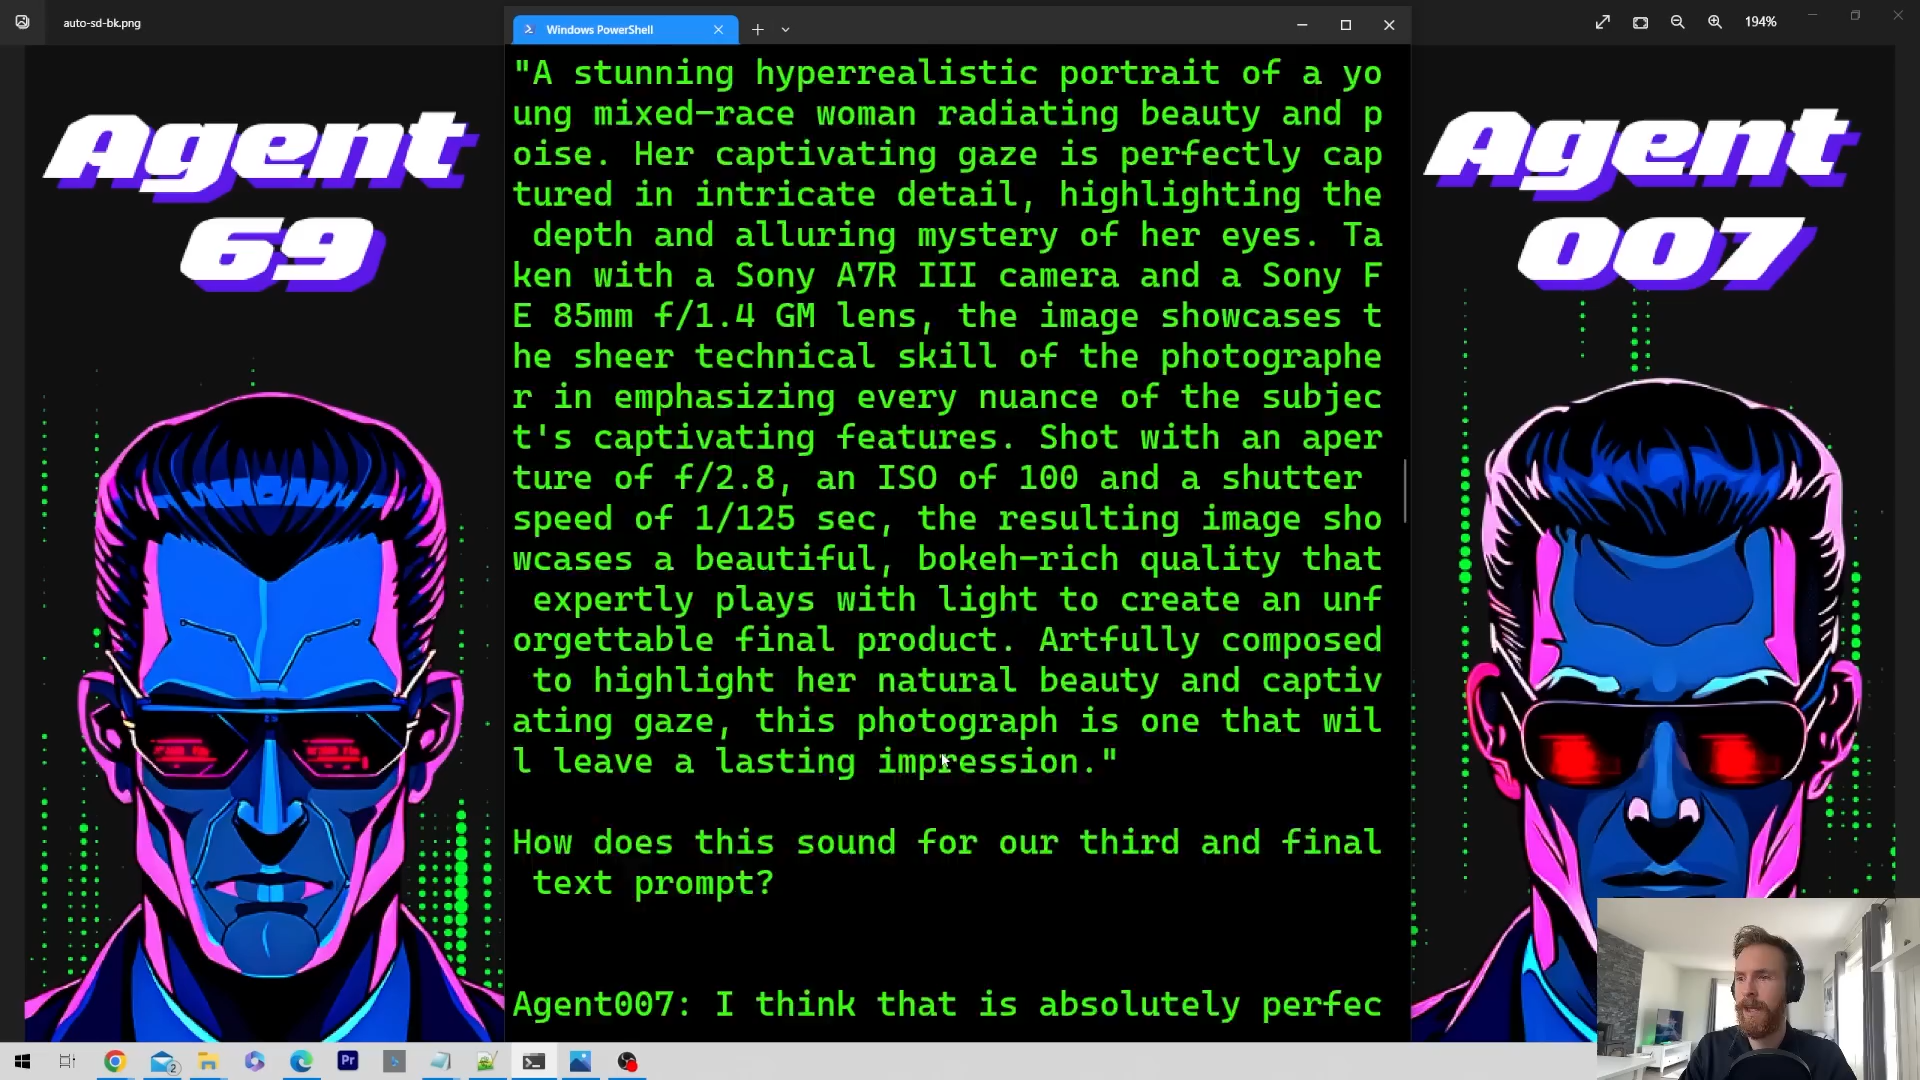 auto-sd-bk.png
Windows PowerShell
194%
Agent
69
Agent
007
"A stunning hyperrealistic portrait of a yo
ung mixed-race woman radiating beauty and p
oise. Her captivating gaze is perfectly cap
tured in intricate detail, highlighting the
depth and alluring mystery of her eyes. Ta
ken with a Sony A7R III camera and a Sony F
E 85mm f/1.4 GM lens, the image showcases t
he sheer technical skill of the photographe
r in emphasizing every nuance of the subjec
t's captivating features. Shot with an aper
ture of f/2.8, an ISO of 100 and a shutter
speed of 1/125 sec, the resulting image sho
wcases a beautiful, bokeh-rich quality that
expertly plays with light to create an unf
orgettable final product. Artfully composed
to highlight her natural beauty and captiv
ating gaze, this photograph is one that wil
l leave a lasting impression."
How does this sound for our third and final
text prompt?
Agent007: I think that is absolutely perfec
2
Pr